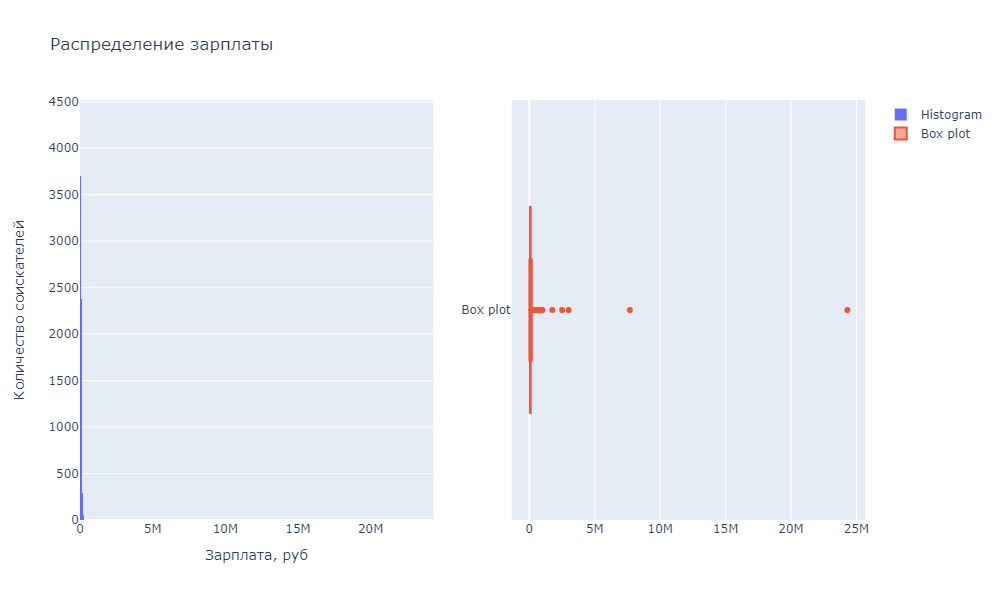 Распределение зарплаты
4500
4000
3500
3000
2500
2000
1500
1000
500
0
Количество соискателей
0 5M 10M 15M 20M
Зарплата, руб
Box plot
0 5M 10M 15M 20M 25M
Histogram
Box plot